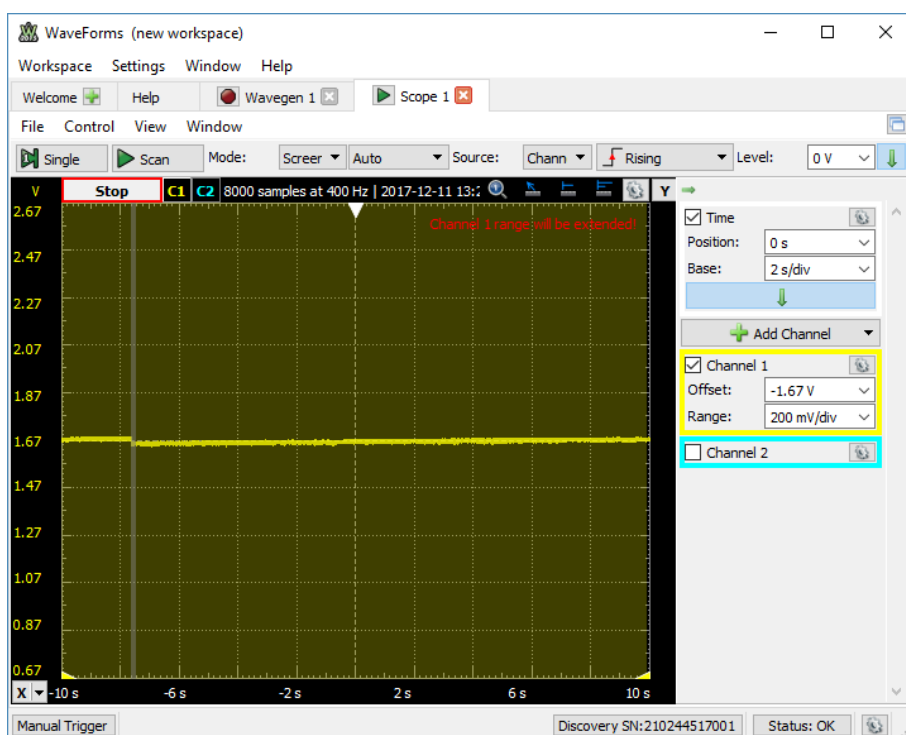 WaveForms (new workspace)
Workspace Settings Window Help
Welcome Help Wavegen 1 Scope 1
File Control View Window
Single Scan Mode: Screer Auto Source: Chann Rising Level: 0 V
V Stop C1 C2 8000 samples at 400 Hz | 2017-12-11 13:2 Y
Channel 1 range will be extended!
2.67
2.47
2.27
2.07
1.87
1.67
1.47
1.27
1.07
0.87
0.67
X -10 s -6 s -2 s 2 s 6 s 10 s
Time
Position: 0 s
Base: 2 s/div
Add Channel
Channel 1
Offset: -1.67 V
Range: 200 mV/div
Channel 2
Manual Trigger Discovery SN:210244517001 Status: OK